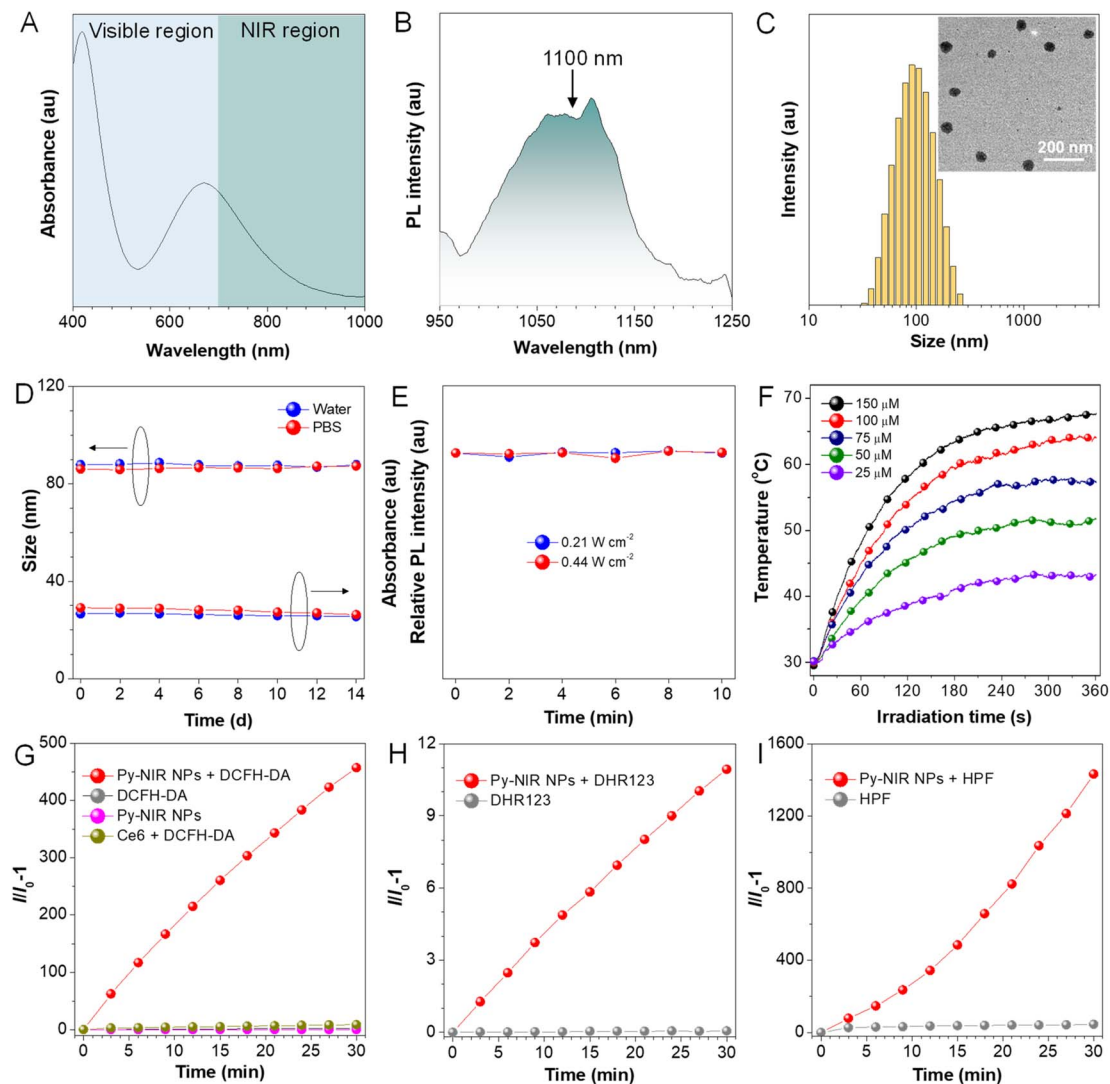 A
Visible region
NIR region
Absorbance (au)
400 600 800 1000
Wavelength (nm)
B
1100 nm
PL intensity (au)
950 1050 1150 1250
Wavelength (nm)
C
200 nm
Intensity (au)
10 100 1000
Size (nm)
D
120
80
40
0
Water
PBS
Size (nm)
Absorbance (au)
0 2 4 6 8 10 12 14
Time (d)
E
Relative PL intensity (au)
0.21 W cm-2
0.44 W cm-2
0 2 4 6 8 10
Time (min)
F
70
60
50
40
30
150 μM
100 μM
75 μM
50 μM
25 μM
Temperature (°C)
0 60 120 180 240 300 360
Irradiation time (s)
G
500
400
300
200
100
0
Py-NIR NPs + DCFH-DA
DCFH-DA
Py-NIR NPs
Ce6 + DCFH-DA
I/I0-1
0 5 10 15 20 25 30
Time (min)
H
12
9
6
3
0
Py-NIR NPs + DHR123
DHR123
I/I0-1
0 5 10 15 20 25 30
Time (min)
I
1600
1200
800
400
0
Py-NIR NPs + HPF
HPF
I/I0-1
0 5 10 15 20 25 30
Time (min)